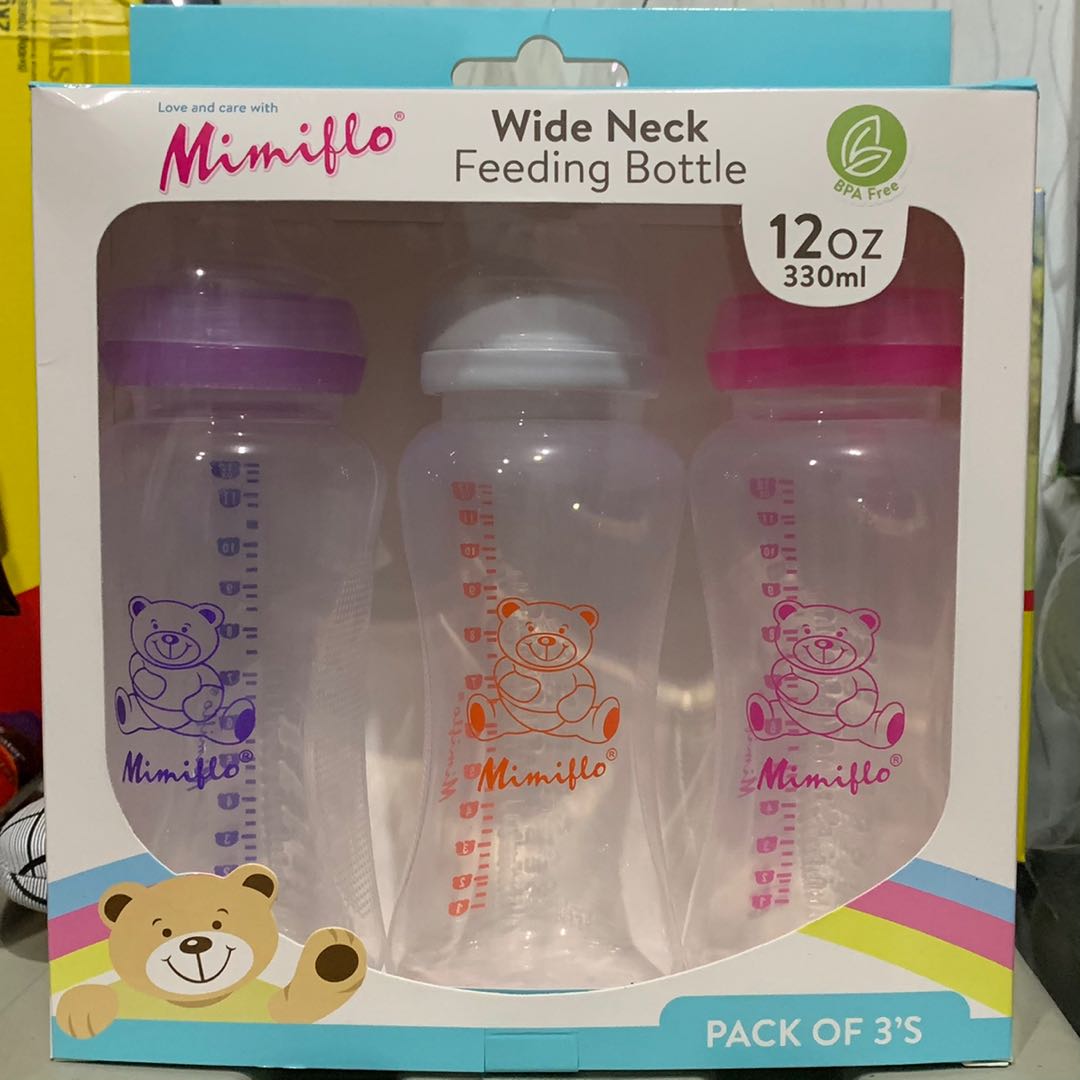 Love and care with
Mimiflo®
Wide Neck
Feeding Bottle
BPA Free
12oz
330ml
Mimiflo®
Mimiflo®
Mimiflo®
PACK OF 3'S